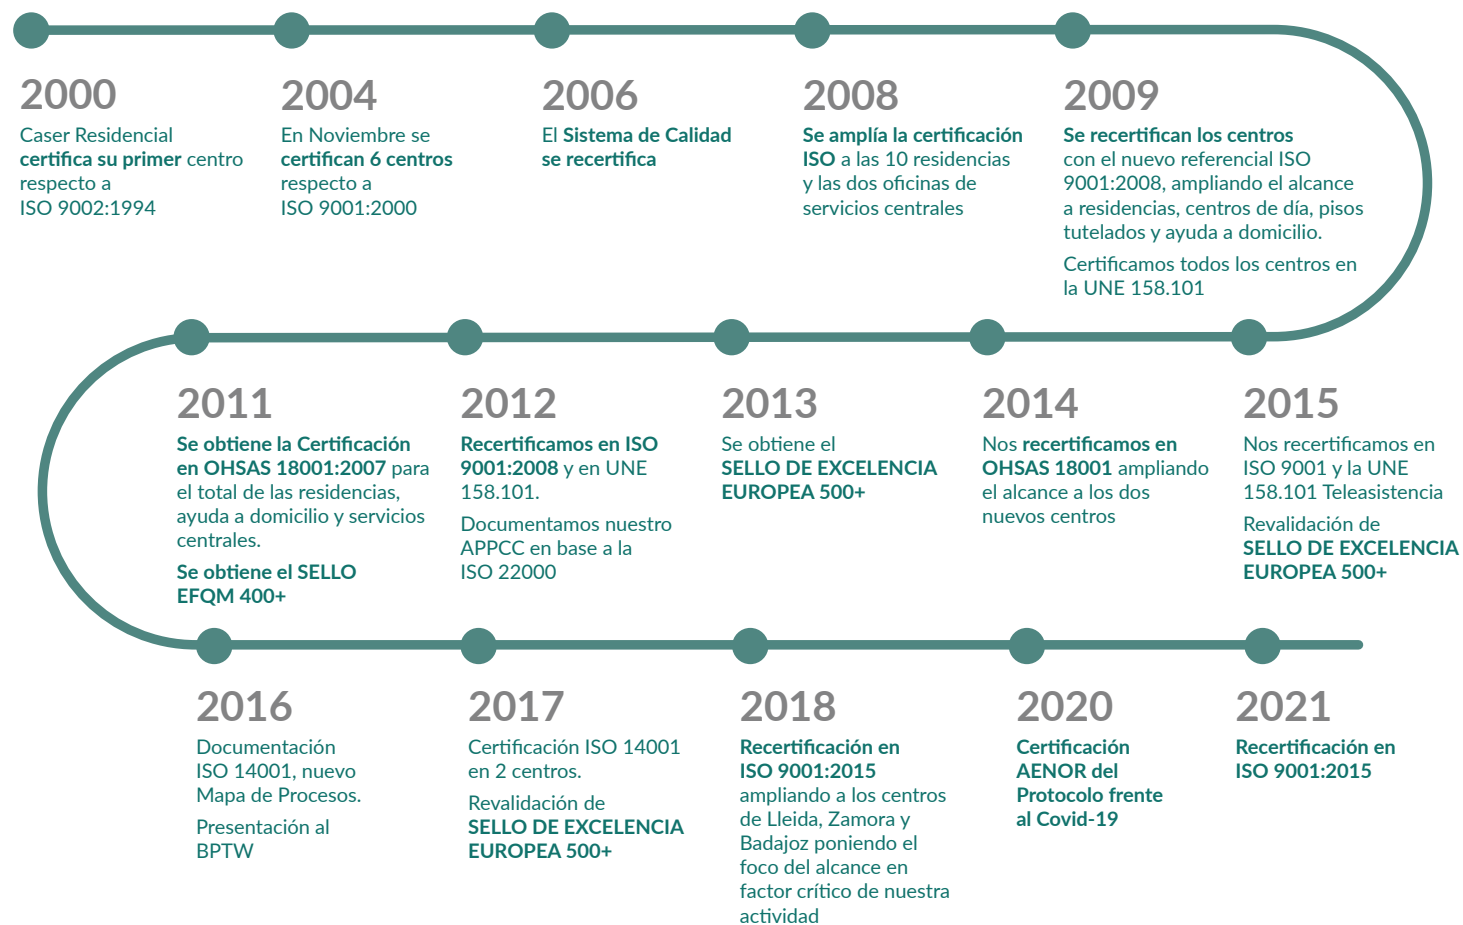 2000
Caser Residencial
certifica su primer centro
respecto a
ISO 9002:1994
2004
En Noviembre se
certifican 6 centros
respecto a
ISO 9001:2000
2006
El Sistema de Calidad
se recertifica
2008
Se amplía la certificación
ISO a las 10 residencias
y las dos oficinas de
servicios centrales
2009
Se recertifican los centros
con el nuevo referencial ISO
9001:2008, ampliando el alcance
a residencias, centros de día, pisos
tutelados y ayuda a domicilio.
Certificamos todos los centros en
la UNE 158.101
2011
Se obtiene la Certificación
en OHSAS 18001:2007 para
el total de las residencias,
ayuda a domicilio y servicios
centrales.
Se obtiene el SELLO
EFQM 400+
2012
Recertificamos en ISO
9001:2008 y en UNE
158.101.
Documentamos nuestro
APPCC en base a la
ISO 22000
2013
Se obtiene el
SELLO DE EXCELENCIA
EUROPEA 500+
2014
Nos recertificamos en
OHSAS 18001 ampliando
el alcance a los dos
nuevos centros
2015
Nos recertificamos en
ISO 9001 y la UNE
158.101 Teleasistencia
Revalidación de
SELLO DE EXCELENCIA
EUROPEA 500+
2016
Documentación
ISO 14001, nuevo
Mapa de Procesos.
Presentación al
BPTW
2017
Certificación ISO 14001
en 2 centros.
Revalidación de
SELLO DE EXCELENCIA
EUROPEA 500+
2018
Recertificación en
ISO 9001:2015
ampliando a los centros
de Lleida, Zamora y
Badajoz poniendo el
foco del alcance en
factor crítico de nuestra
actividad
2020
Certificación
AENOR del
Protocolo frente
al Covid-19
2021
Recertificación en
ISO 9001:2015